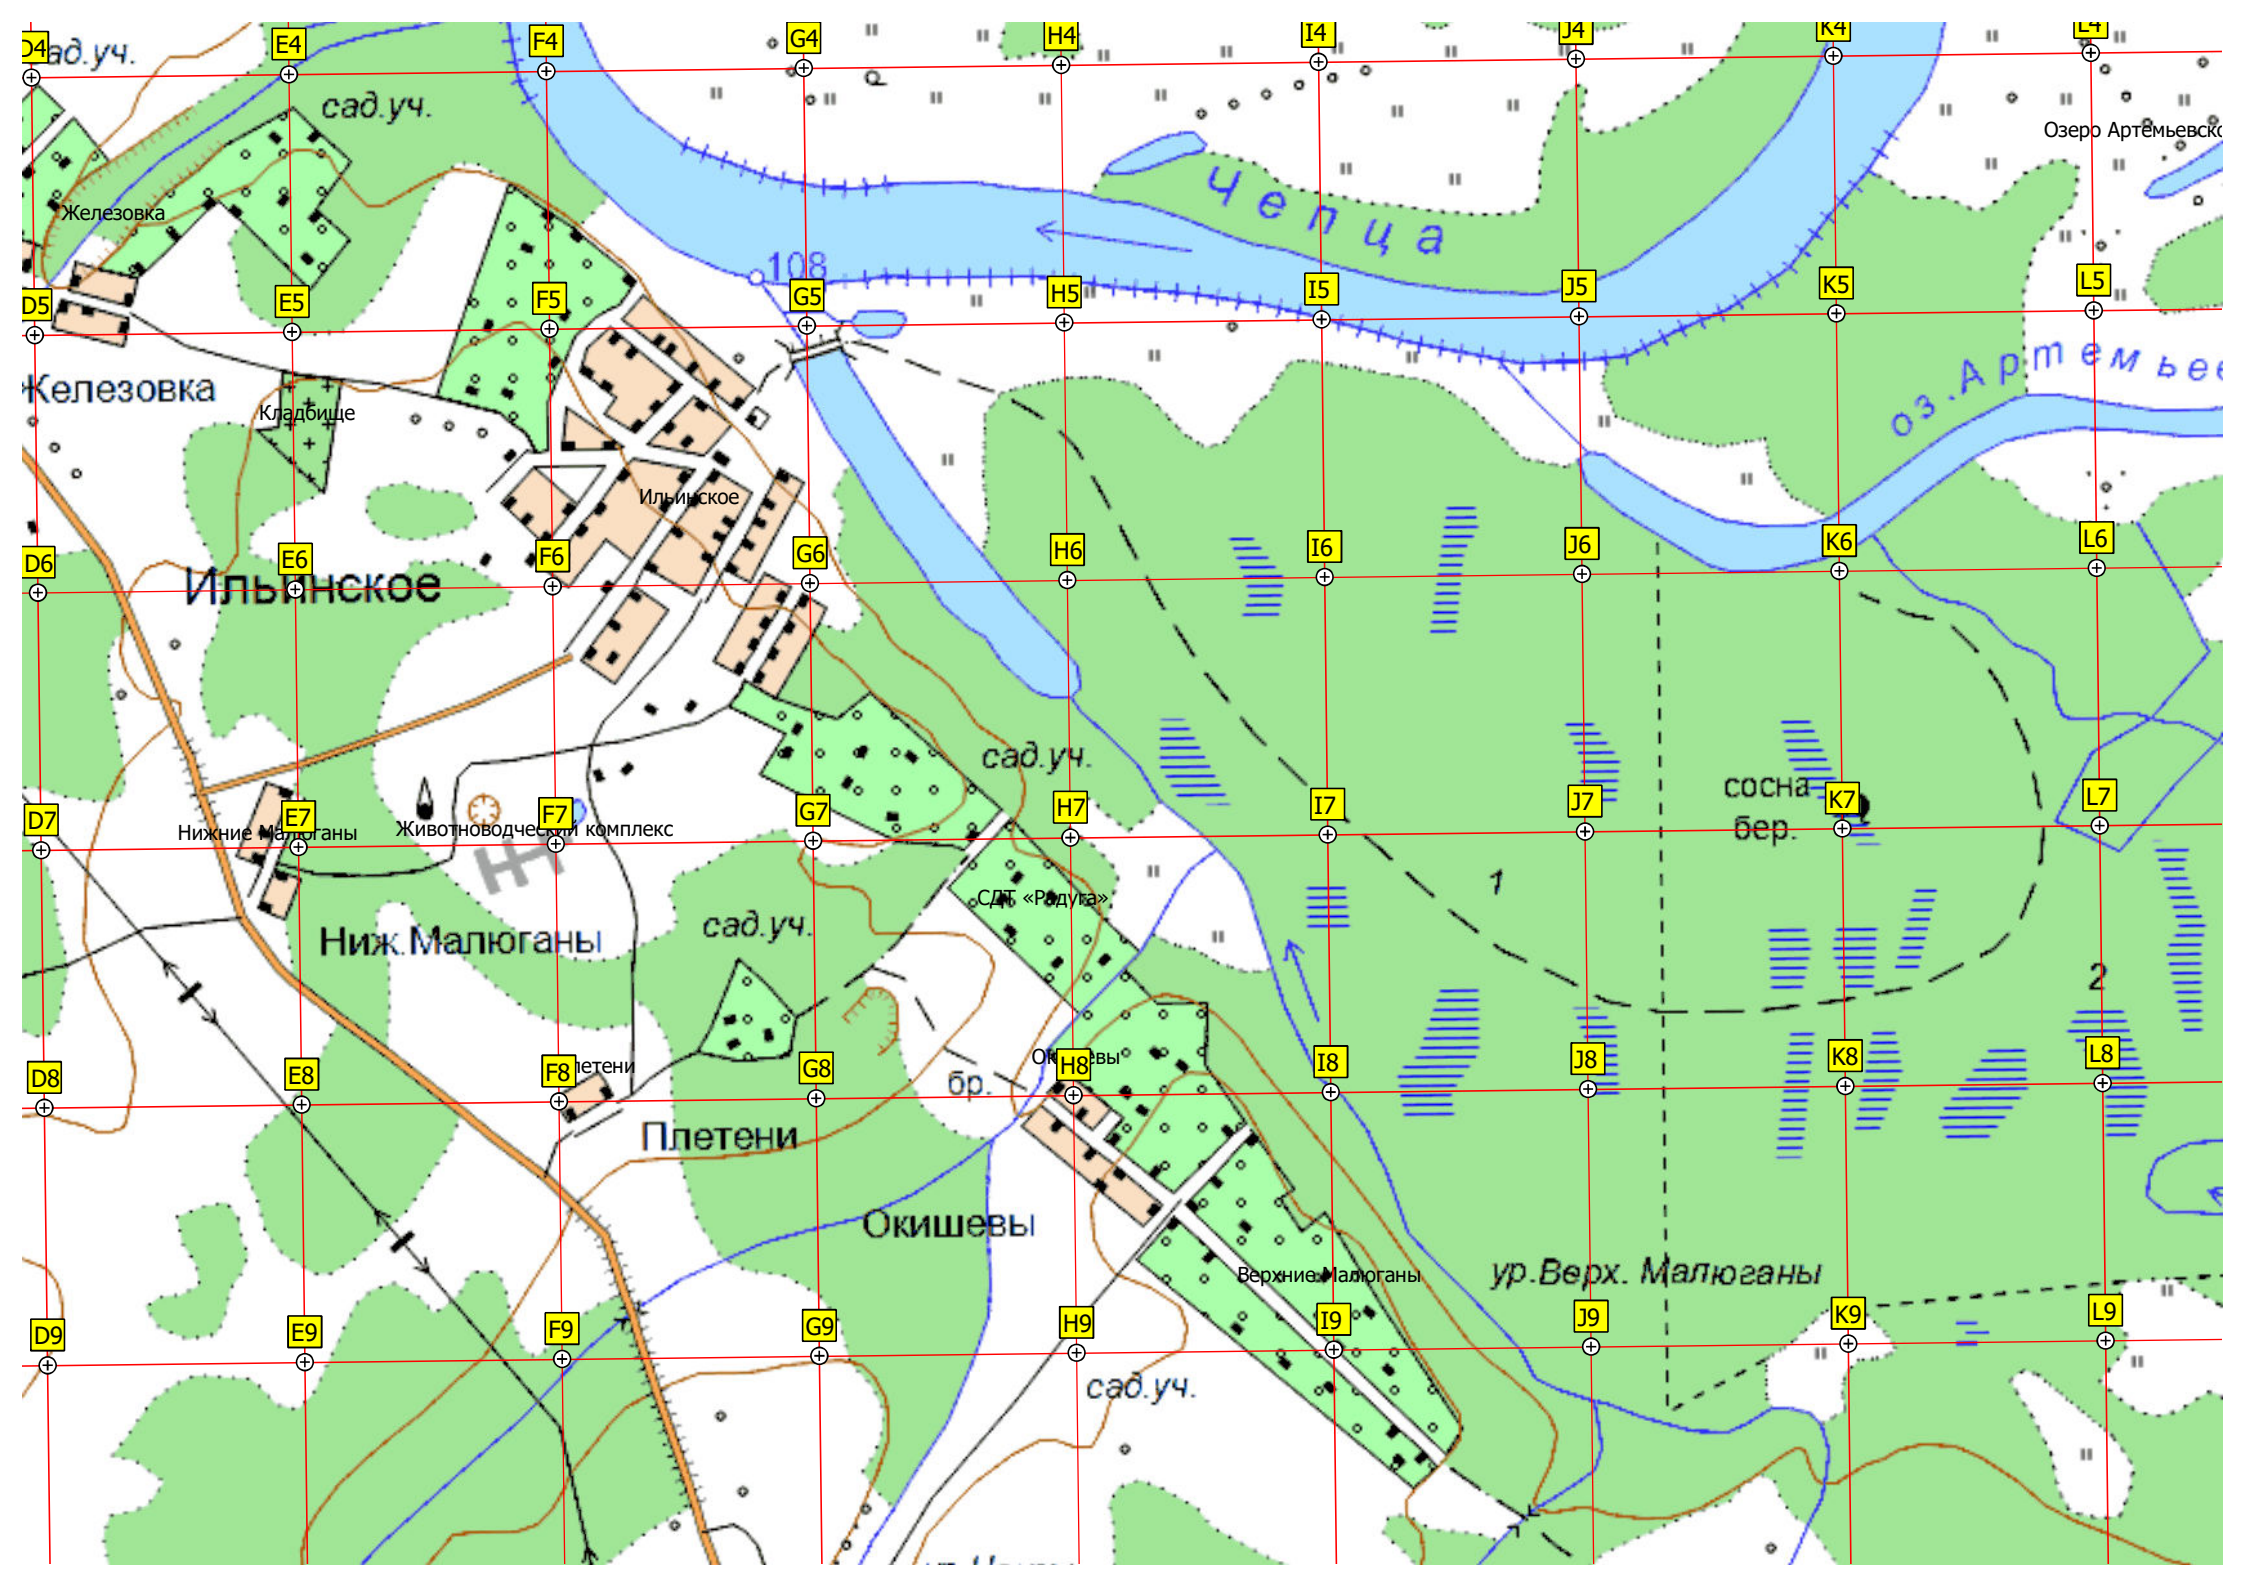 D4
E4
F4
G4
H4
I4
J4
K4
L4
ад.уч.
сад.уч.
Озеро Артемьевско
Железовка
Чепца
108
D5
E5
F5
G5
H5
I5
J5
K5
L5
Железовка
Кладбище
оз.Артемьев
Ильинское
D6
E6
F6
G6
H6
I6
J6
K6
L6
Ильинское
сад.уч.
сосна
бер.
D7
E7
F7
G7
H7
I7
J7
K7
L7
Нижние Малюганы
Животноводческий комплекс
1
СДТ «Радуга»
сад.уч.
Ниж.Малюганы
2
D8
E8
F8
G8
H8
I8
J8
K8
L8
летени
бр.
Плетени
Окишевы
ур.Верх. Малюганы
Верхние Малюганы
D9
E9
F9
G9
H9
I9
J9
K9
L9
сад.уч.